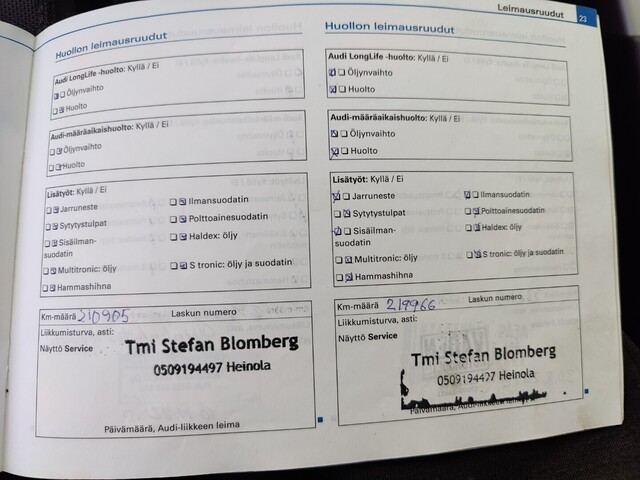 Leimausruudut 23
Huollon leimausruudut
Audi LongLife -huolto: Kyllä / Ei
Öljynvaihto
Huolto
Audi-määräaikaishuolto: Kyllä / Ei
Öljynvaihto
Huolto
Lisätyöt: Kyllä / Ei
Jarruneste
Ilmansuodatin
Sytytystulpat
Polttoainesuodatin
Sisäilman-
suodatin
Haldex: öljy
Multitronic: öljy
S tronic: öljy ja suodatin
Hammashihna
Km-määrä 210905 Laskun numero
Liikkumisturva, asti:
Näyttö Service
Tmi Stefan Blomberg
0509194497 Heinola
Päivämäärä, Audi-liikkeen leima
Huollon leimausruudut
Audi LongLife -huolto: Kyllä / Ei
Öljynvaihto
Huolto
Audi-määräaikaishuolto: Kyllä / Ei
Öljynvaihto
Huolto
Lisätyöt: Kyllä / Ei
Jarruneste
Ilmansuodatin
Sytytystulpat
Polttoainesuodatin
Sisäilman-
suodatin
Haldex: öljy
Multitronic: öljy
S tronic: öljy ja suodatin
Hammashihna
Km-määrä 219966 Laskun numero
Liikkumisturva, asti:
Näyttö Service
Tmi Stefan Blomberg
0509194497 Heinola
Päivämäärä, Audi-liikkeen